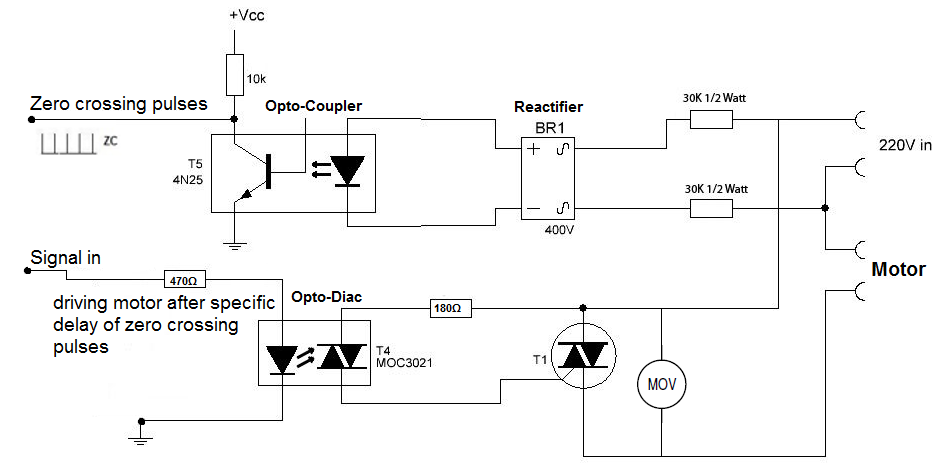 +Vcc
10k
Zero crossing pulses
ZC
Opto-Coupler
T5
4N25
Reactifier
BR1
+
−
400V
30K 1/2 Watt
30K 1/2 Watt
220V in
Motor
Signal in
470Ω
driving motor after specific
delay of zero crossing
pulses
Opto-Diac
T4
MOC3021
180Ω
T1
MOV